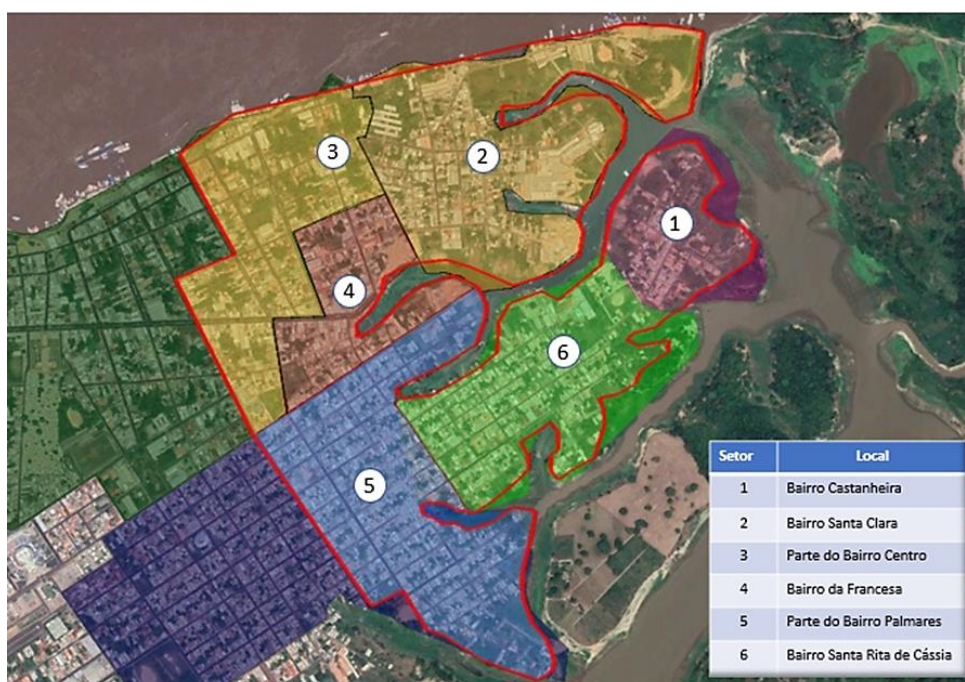 3
2
1
4
6
5
Setor Local
1 Bairro Castanheira
2 Bairro Santa Clara
3 Parte do Bairro Centro
4 Bairro da Francesa
5 Parte do Bairro Palmares
6 Bairro Santa Rita de Cássia